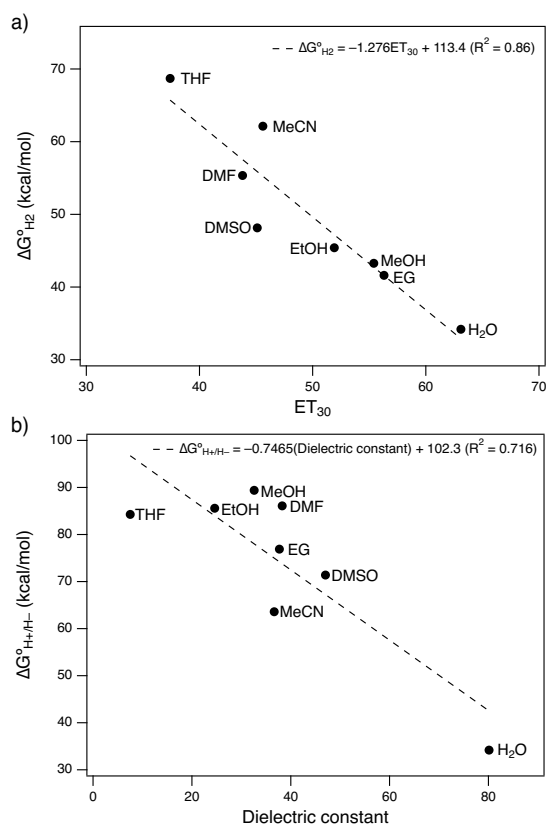 a)
-- ΔG°H2 = −1.276ET30 + 113.4 (R² = 0.86)
70
THF
MeCN
60
DMF
50
DMSO
EtOH
MeOH
EG
40
H₂O
30
ΔG°H2 (kcal/mol)
30 40 50 60 70
ET30
b)
100
-- ΔG°H+/H− = −0.7465(Dielectric constant) + 102.3 (R² = 0.716)
90
MeOH
THF
EtOH
DMF
80
EG
70
DMSO
MeCN
60
50
40
H₂O
30
ΔG°H+/H− (kcal/mol)
0 20 40 60 80
Dielectric constant